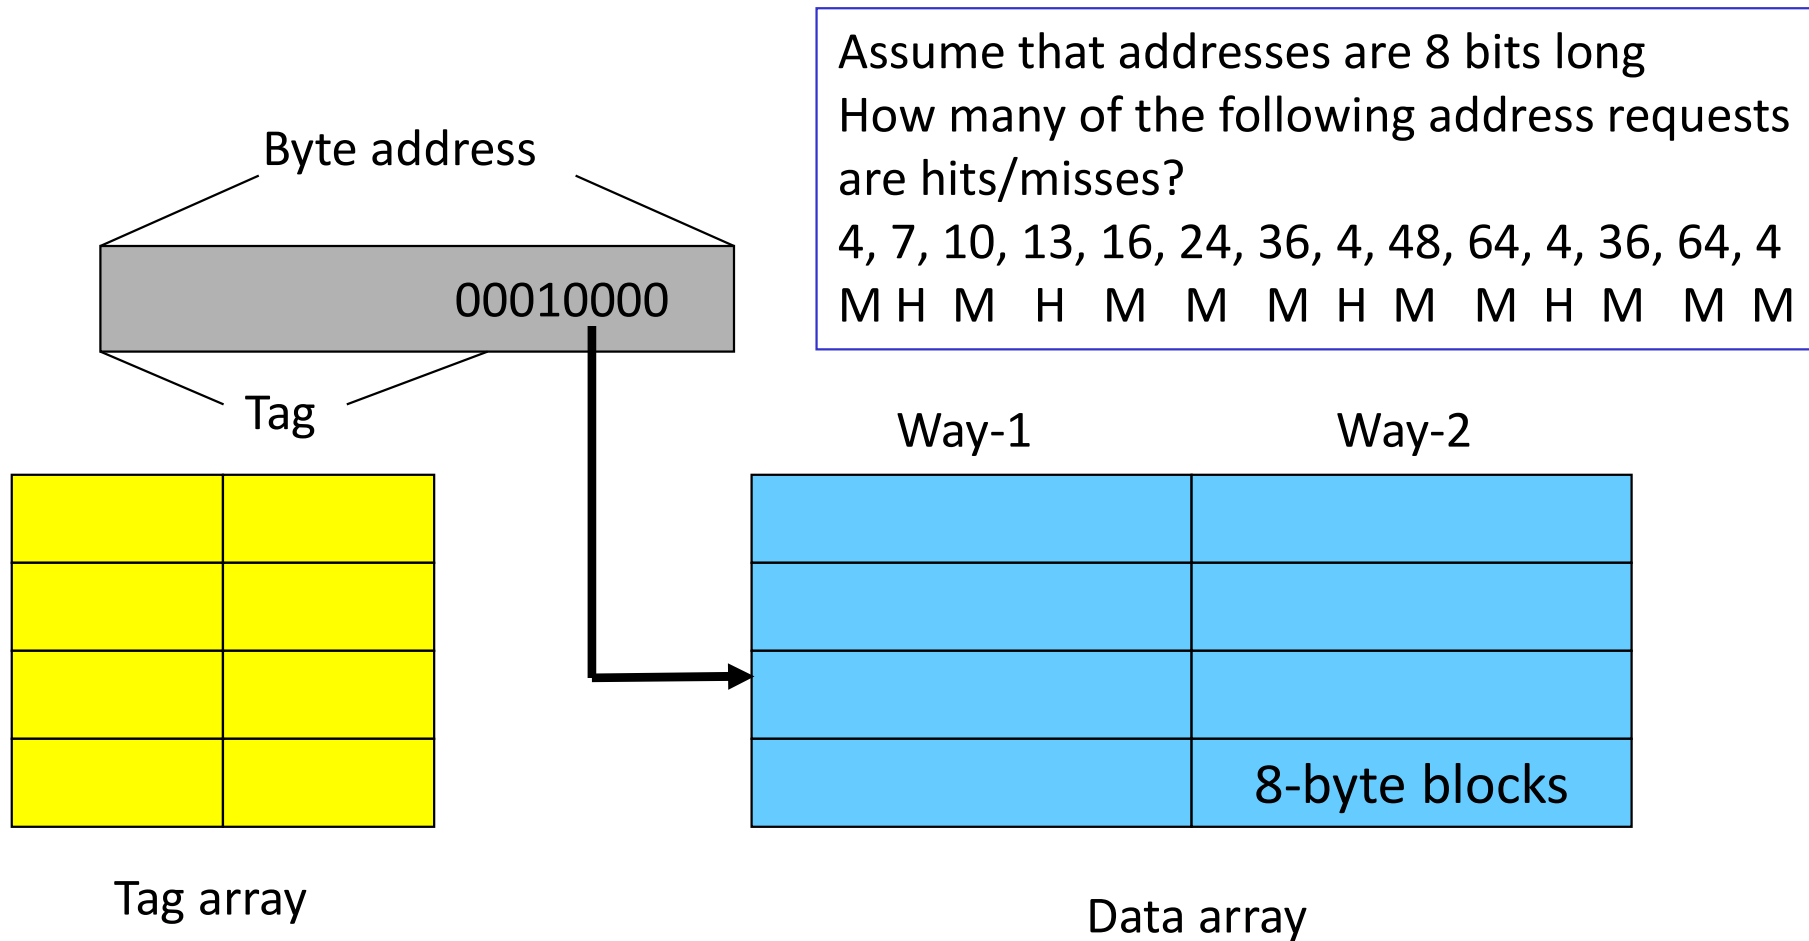 Assume that addresses are 8 bits long
How many of the following address requests
are hits/misses?
4, 7, 10, 13, 16, 24, 36, 4, 48, 64, 4, 36, 64, 4
M H M H M M M H M M H M M M
Byte address
00010000
Tag
Way-1 Way-2
8-byte blocks
Tag array
Data array